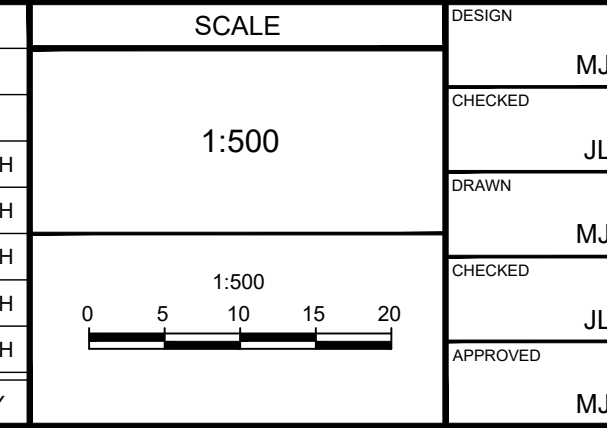 SCALE
1:500
1:500
0 5 10 15 20
H
H
H
H
H
DESIGN
MJ
CHECKED
JL
DRAWN
MJ
CHECKED
JL
APPROVED
MJ